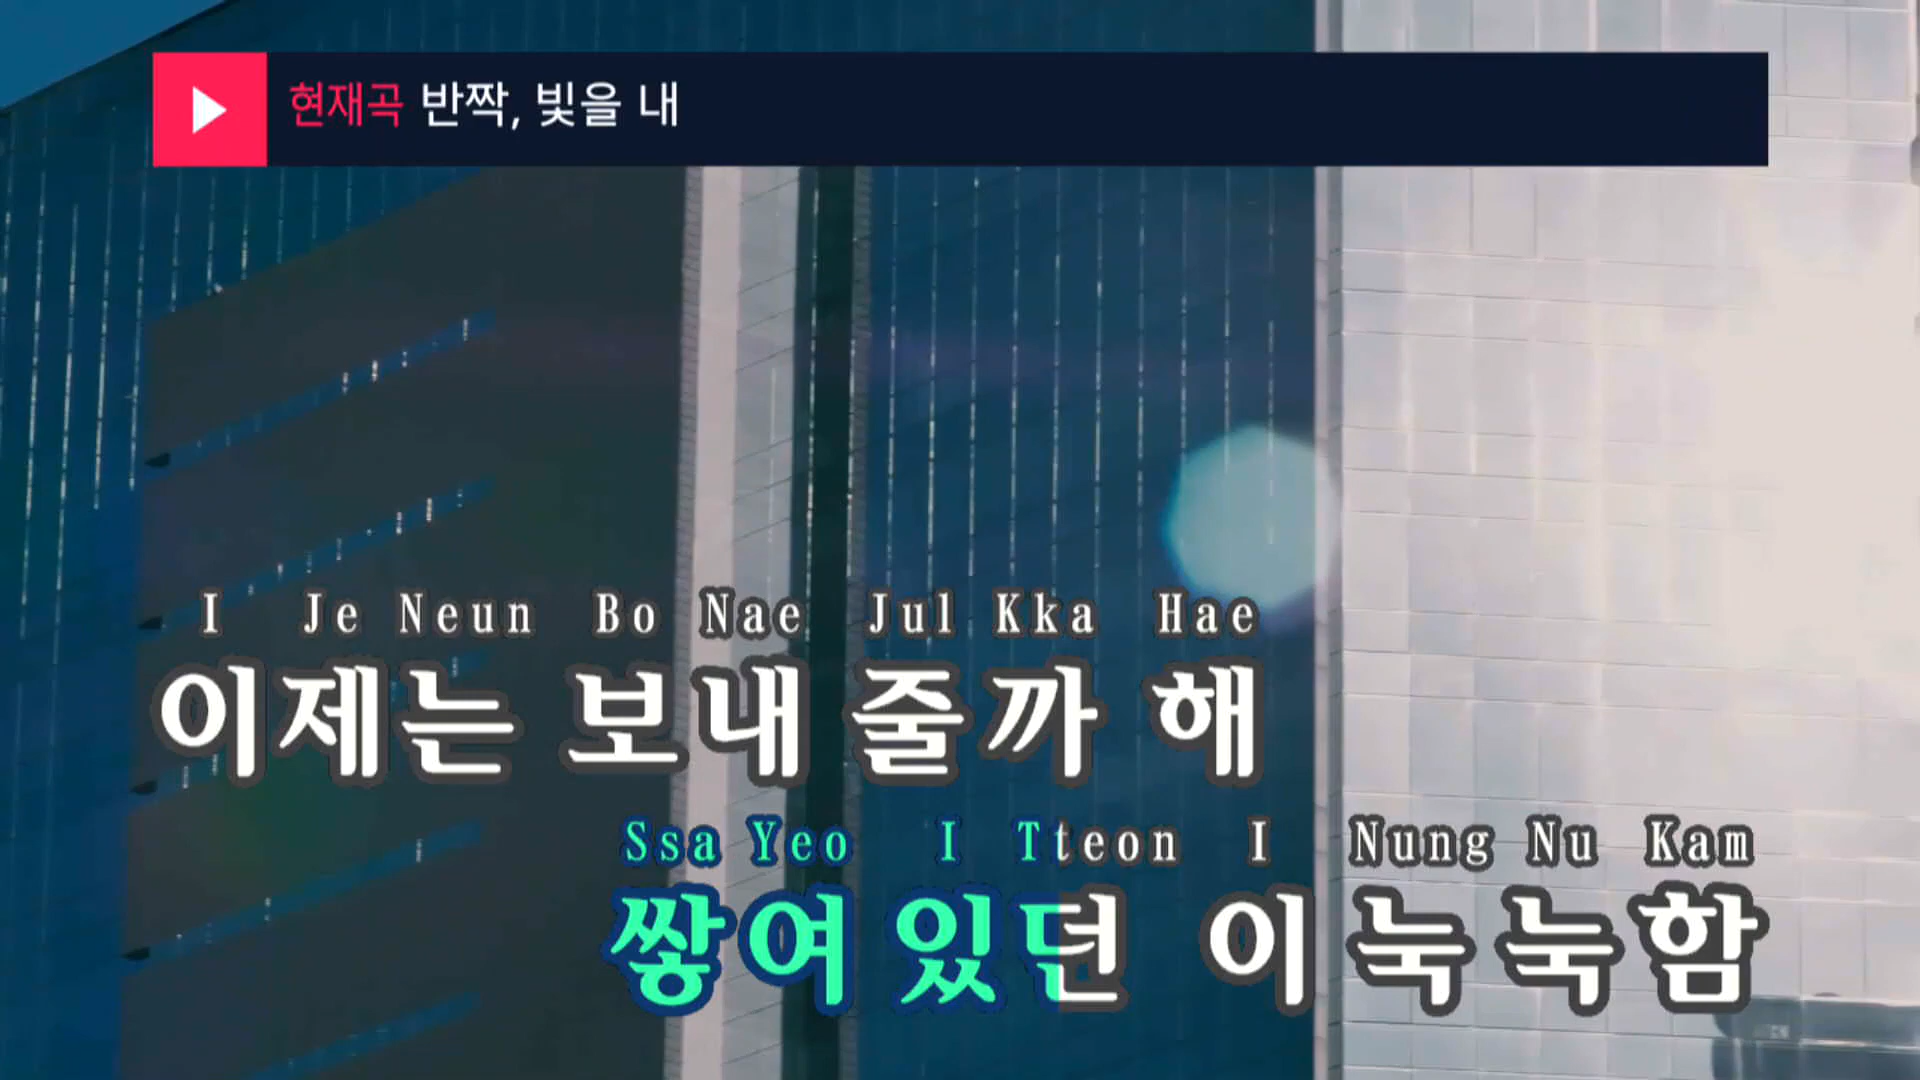 현재곡 반짝, 빛을 내
I Je Neun Bo Nae Jul Kka Hae
이제는 보내 줄까 해
Ssa Yeo I Tteon I Nung Nu Kam
쌓여 있던 이 눅눅함